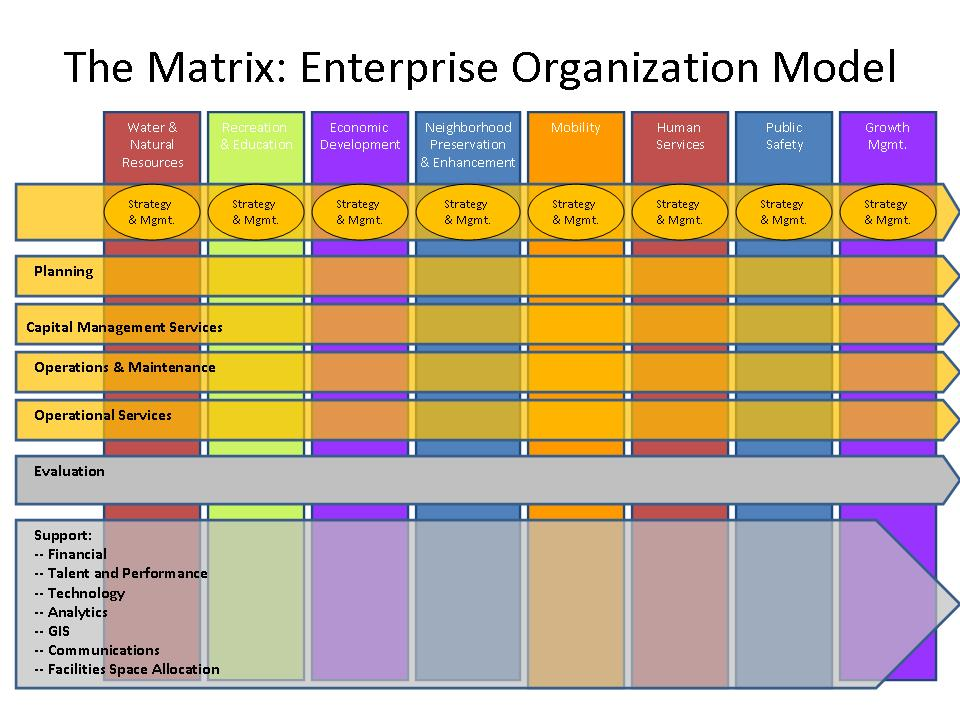 The Matrix: Enterprise Organization Model
Water &
Natural
Resources
Recreation
& Education
Economic
Development
Neighborhood
Preservation
& Enhancement
Mobility
Human
Services
Public
Safety
Growth
Mgmt.
Strategy
& Mgmt.
Strategy
& Mgmt.
Strategy
& Mgmt.
Strategy
& Mgmt.
Strategy
& Mgmt.
Strategy
& Mgmt.
Strategy
& Mgmt.
Strategy
& Mgmt.
Planning
Capital Management Services
Operations & Maintenance
Operational Services
Evaluation
Support:
-- Financial
-- Talent and Performance
-- Technology
-- Analytics
-- GIS
-- Communications
-- Facilities Space Allocation